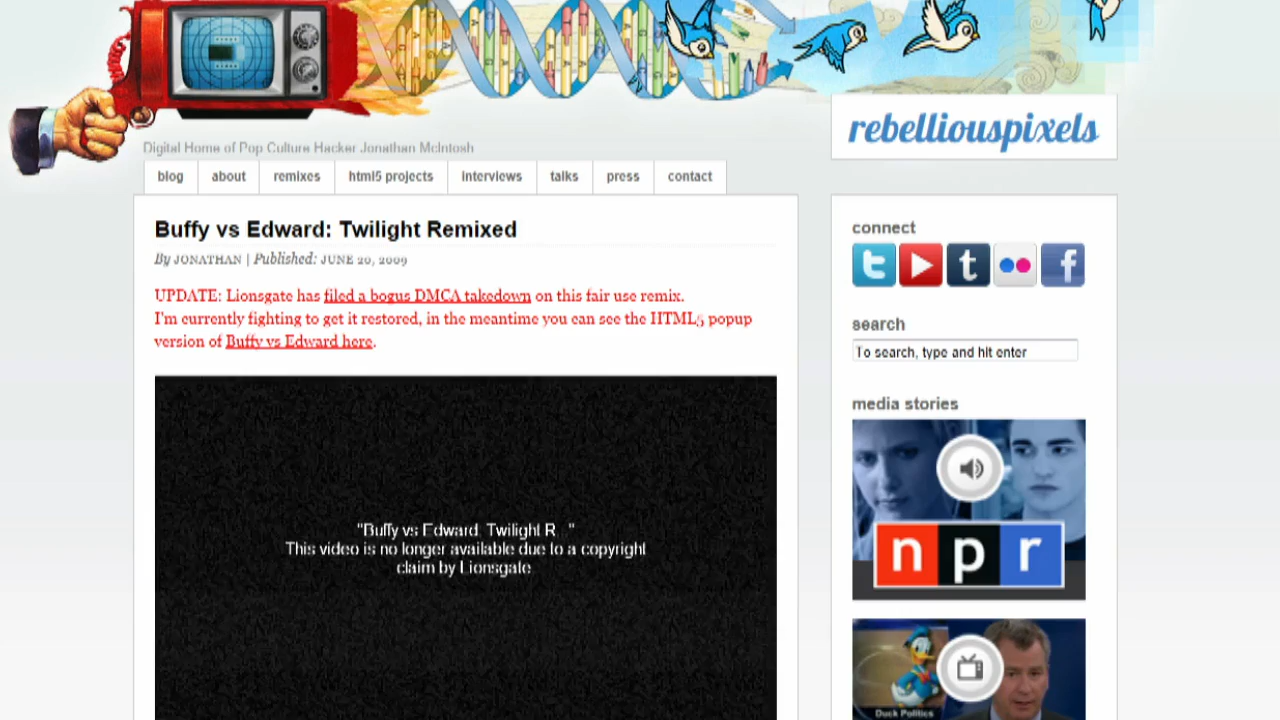 rebelliouspixels
Digital Home of Pop Culture Hacker Jonathan McIntosh
blog about remixes html5 projects interviews talks press contact
Buffy vs Edward: Twilight Remixed
By JONATHAN | Published: JUNE 20, 2009
UPDATE: Lionsgate has filed a bogus DMCA takedown on this fair use remix.
I'm currently fighting to get it restored, in the meantime you can see the HTML5 popup
version of Buffy vs Edward here.
"Buffy vs Edward: Twilight R..."
This video is no longer available due to a copyright
claim by Lionsgate.
connect
t t f
search
To search, type and hit enter
media stories
n p r
Duck Politics